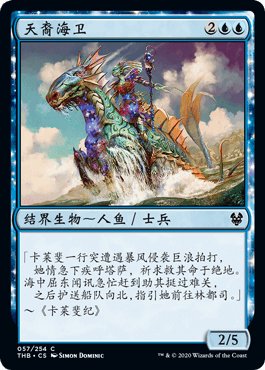 天裔海卫 2
结界生物～人鱼／士兵
「卡莱斐一行突遭遇暴风侵袭巨浪拍打，
她情急下疾呼塔萨，祈求救其命于绝地。
海中屈东闻讯急忙赶到助其挺过难关，
之后护送船队向北，指引她前往林都司。」
～《卡莱斐纪》
2/5
057/254 C
THB • CS SIMON DOMINIC
™ & © 2020 Wizards of the Coast